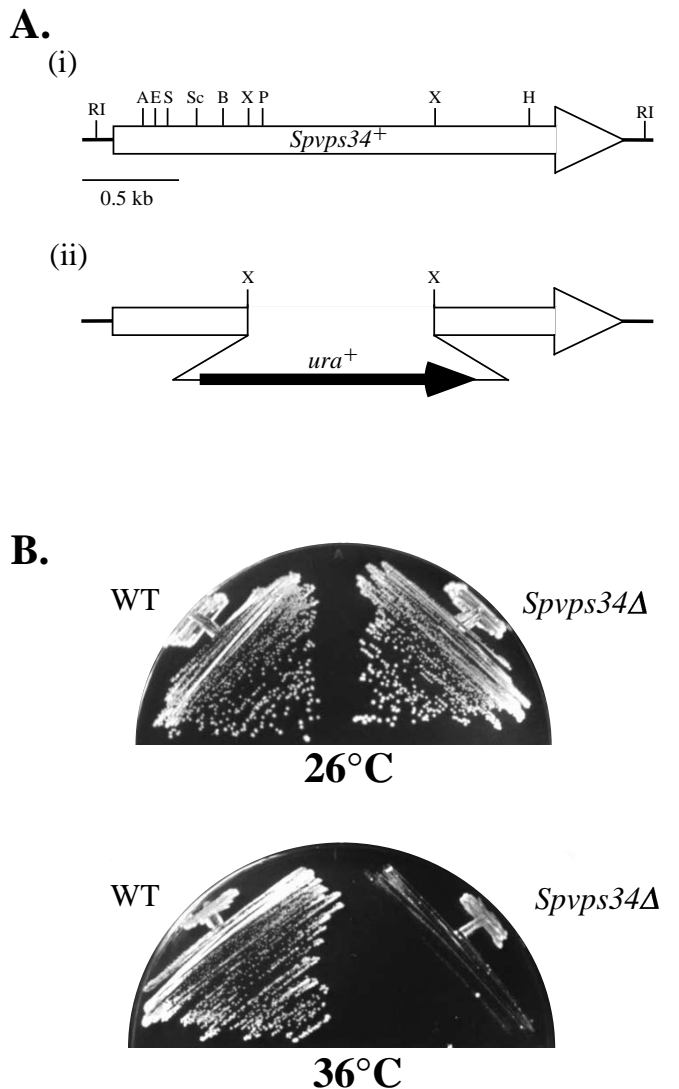 A.
(i)
RI A E S Sc B X P X H RI
Spvps34+
0.5 kb
(ii)
X X
ura+
B.
WT Spvps34Δ
26°C
WT Spvps34Δ
36°C